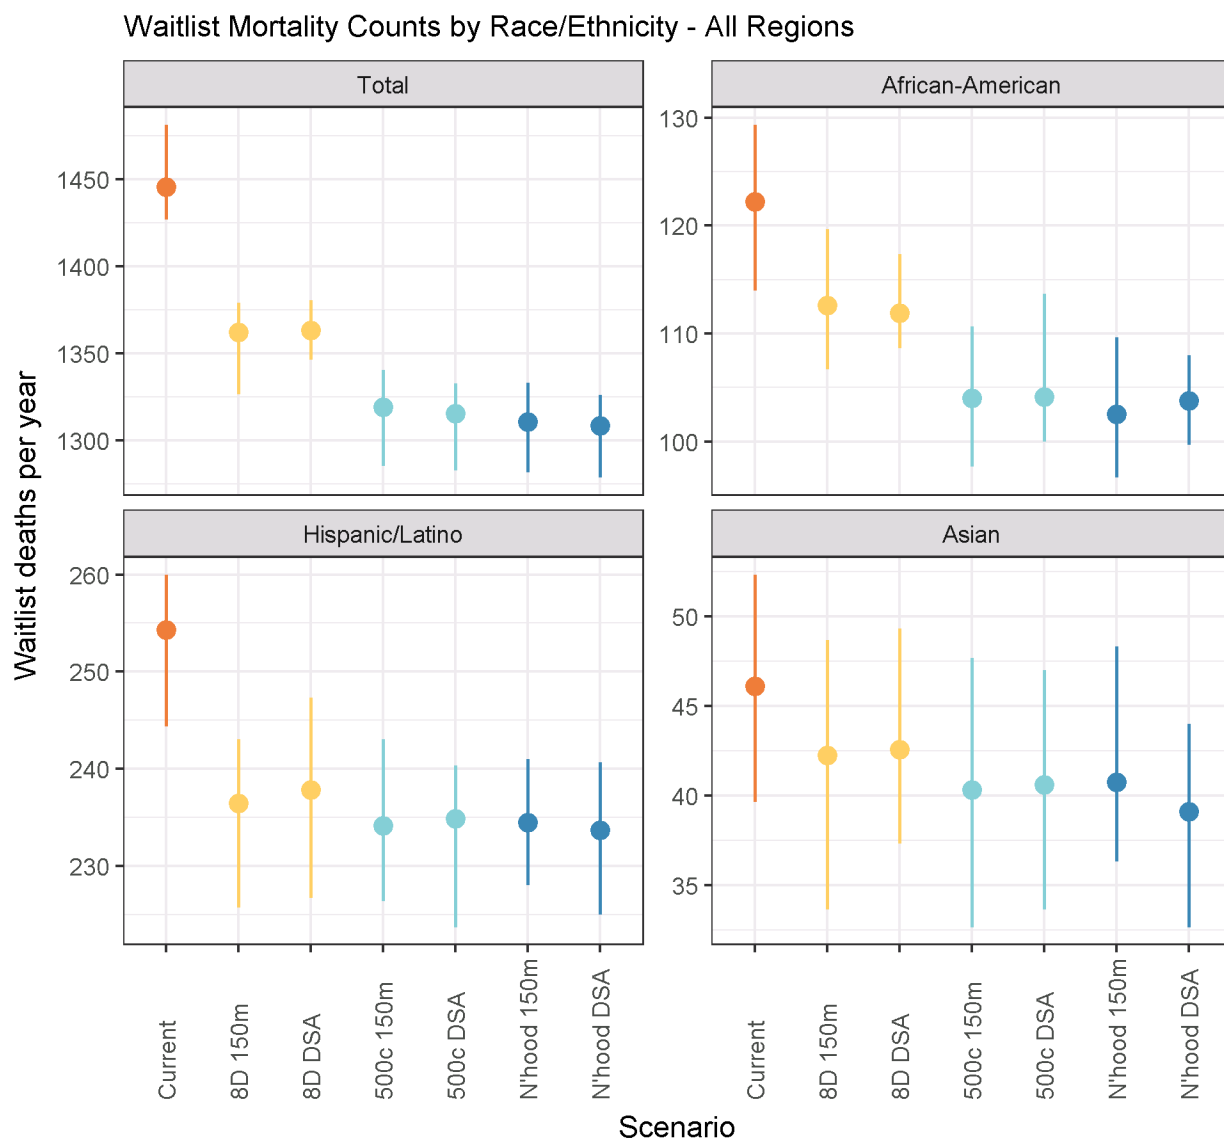 Waitlist Mortality Counts by Race/Ethnicity - All Regions
Total
African-American
1450
1400
1350
1300
130
120
110
100
Waitlist deaths per year
Hispanic/Latino
Asian
260
250
240
230
50
45
40
35
Current
8D 150m
8D DSA
500c 150m
500c DSA
N'hood 150m
N'hood DSA
Current
8D 150m
8D DSA
500c 150m
500c DSA
N'hood 150m
N'hood DSA
Scenario